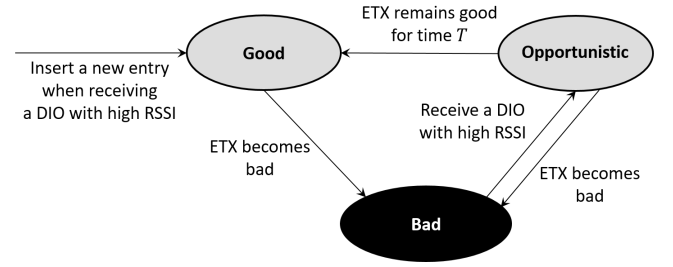 ETX remains good
for time T
Good
Opportunistic
Insert a new entry
when receiving
a DIO with high RSSI
Receive a DIO
with high RSSI
ETX becomes
bad
ETX becomes
bad
Bad